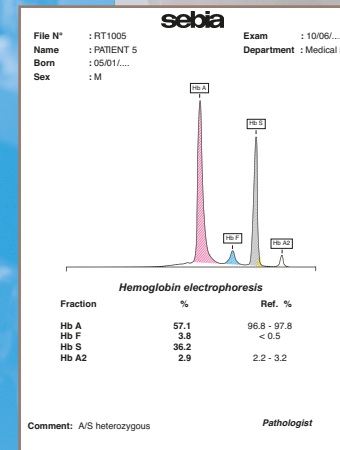 sebia
File N° : RT1005 Exam : 10/06/....
Name : PATIENT 5 Department : Medical
Born : 05/01/....
Sex : M
Hb A
Hb S
Hb F
Hb A2
Hemoglobin electrophoresis
Fraction % Ref. %
Hb A 57.1 96.8 - 97.8
Hb F 3.8 < 0.5
Hb S 36.2
Hb A2 2.9 2.2 - 3.2
Comment: A/S heterozygous Pathologist